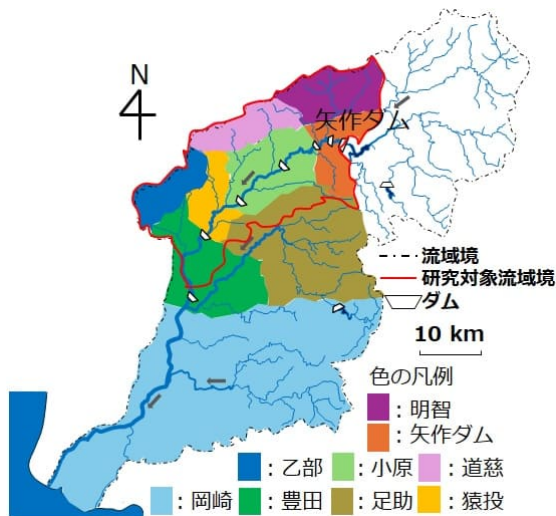 N
矢作ダム
流域境
研究対象流域境
ダム
10 km
色の凡例
：明智
：矢作ダム
：乙部 ：小原 ：道慈
：岡崎 ：豊田 ：足助 ：猿投